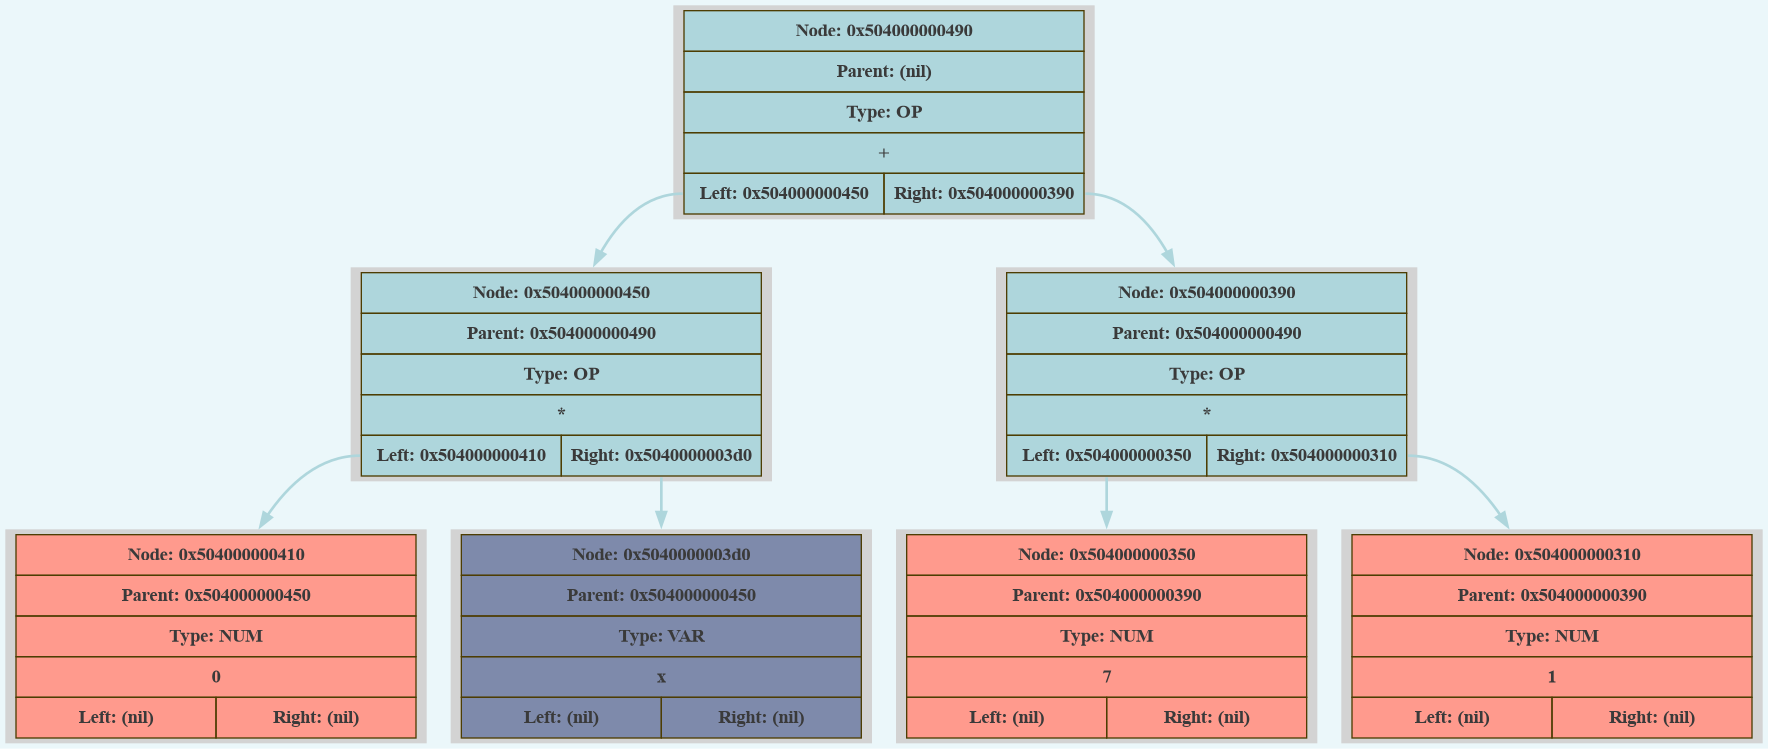 Node: 0x504000000490
Parent: (nil)
Type: OP
+
Left: 0x504000000450 Right: 0x504000000390
Node: 0x504000000450
Parent: 0x504000000490
Type: OP
*
Left: 0x504000000410 Right: 0x5040000003d0
Node: 0x504000000390
Parent: 0x504000000490
Type: OP
*
Left: 0x504000000350 Right: 0x504000000310
Node: 0x504000000410
Parent: 0x504000000450
Type: NUM
0
Left: (nil) Right: (nil)
Node: 0x5040000003d0
Parent: 0x504000000450
Type: VAR
x
Left: (nil) Right: (nil)
Node: 0x504000000350
Parent: 0x504000000390
Type: NUM
7
Left: (nil) Right: (nil)
Node: 0x504000000310
Parent: 0x504000000390
Type: NUM
1
Left: (nil) Right: (nil)